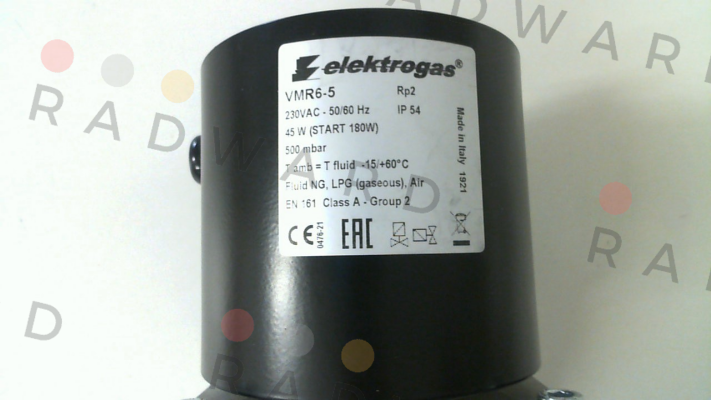 elektrogas®
VMR6-5 Rp2
230VAC - 50/60 Hz IP 54
45 W (START 180W)
500 mbar
T amb = T fluid -15/+60°C
Fluid NG, LPG (gaseous), Air
EN 161 Class A - Group 2
CE 0476-21 EAC
Made in Italy 1921
RADWARD
RADWARD
D
RADWARD
RA